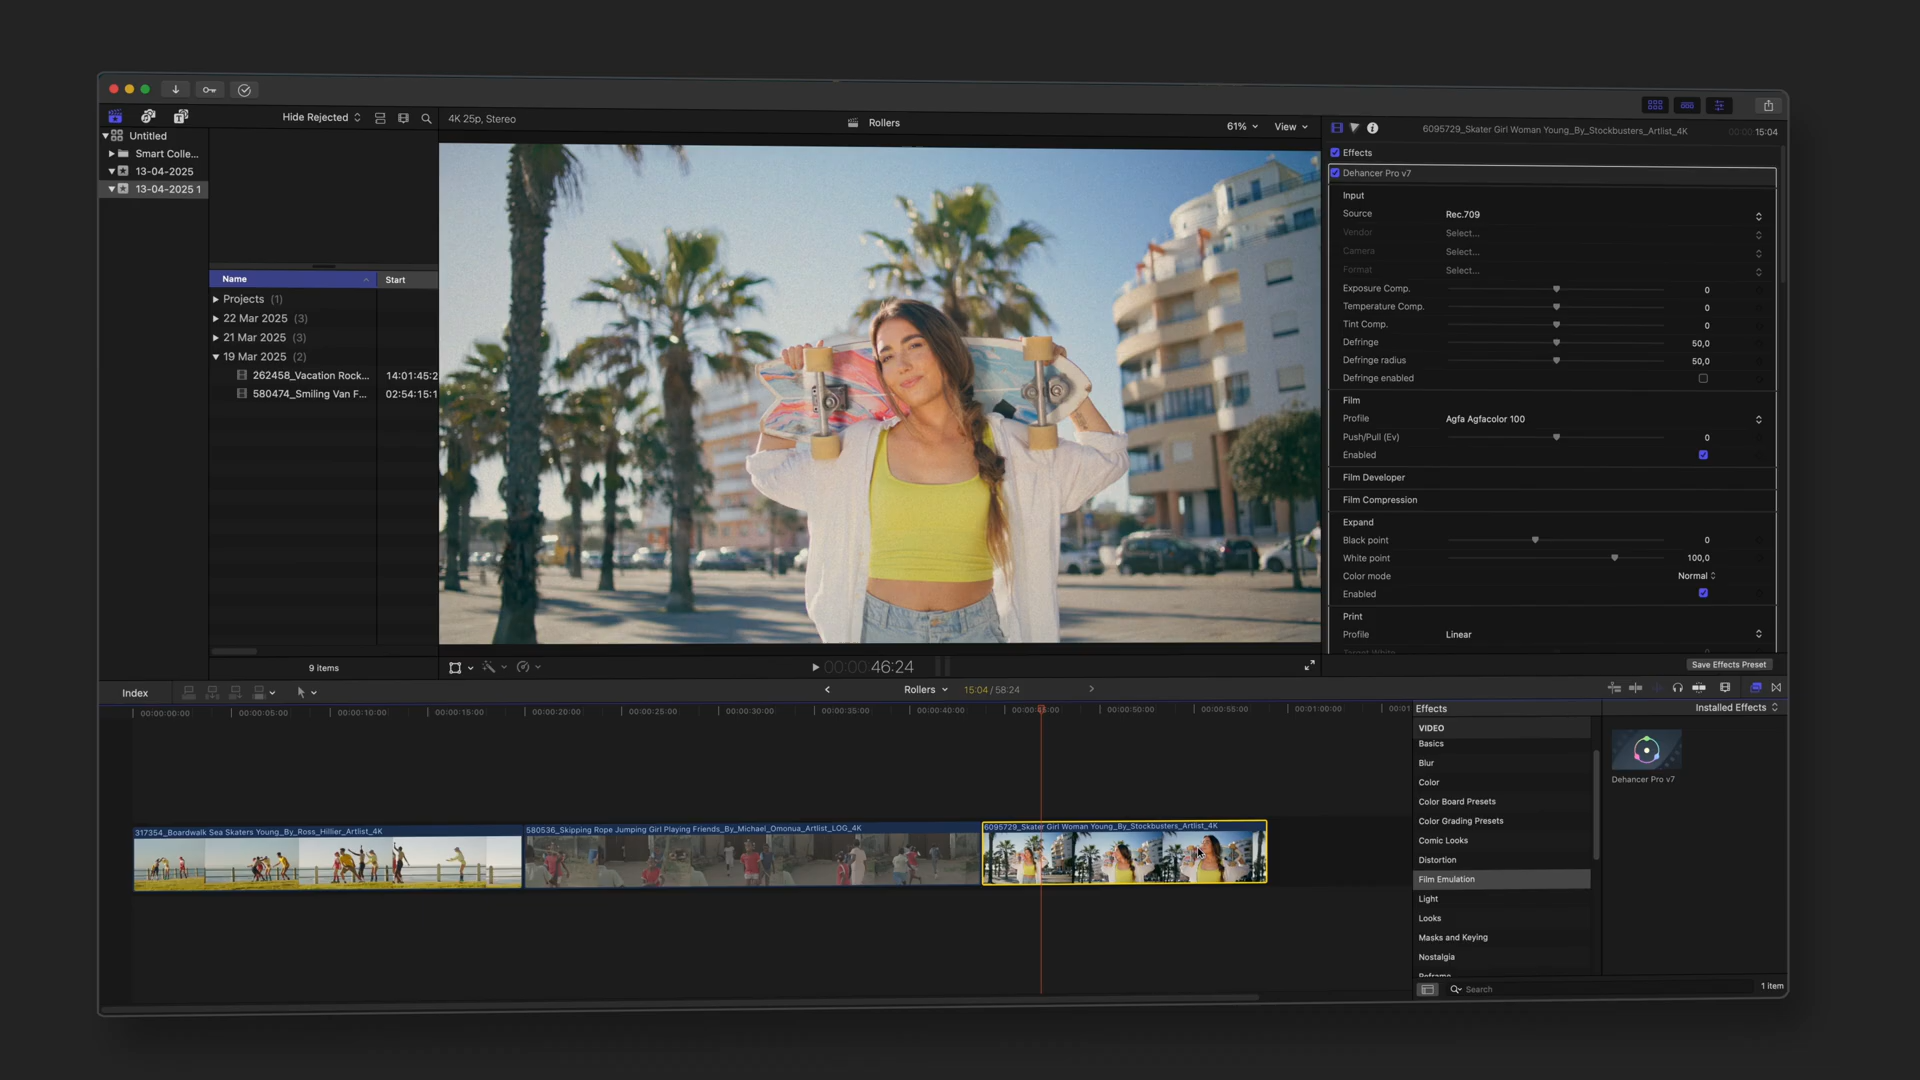 Hide Rejected
4K 25p, Stereo
Rollers
61%
View
6095729_Skater Girl Woman Young_By_Stockbusters_Artlist_4K
00:00 15:04
Untitled
Smart Colle...
13-04-2025
13-04-2025 1
Name
Start
Projects (1)
22 Mar 2025 (3)
21 Mar 2025 (3)
19 Mar 2025 (2)
262458_Vacation Rock...
14:01:45:2
580474_Smiling Van F...
02:54:15:1
9 items
00:00:00 46:24
Effects
Dehancer Pro v7
Input
Source Rec.709
Vendor Select...
Camera Select...
Format Select...
Exposure Comp. 0
Temperature Comp. 0
Tint Comp. 0
Defringe 50,0
Defringe radius 50,0
Defringe enabled
Film
Profile Agfa Agfacolor 100
Push/Pull (Ev) 0
Enabled
Film Developer
Film Compression
Expand
Black point 0
White point 100,0
Color mode Normal
Enabled
Print
Profile Linear
Target White
Save Effects Preset
Index
Rollers
15:04 / 58:24
00:00:00:00
00:00:05:00
00:00:10:00
00:00:15:00
00:00:20:00
00:00:25:00
00:00:30:00
00:00:35:00
00:00:40:00
00:00:50:00
00:00:55:00
00:01:00:00
00:01
317354_Boardwalk Sea Skaters Young_By_Ross_Hillier_Artlist_4K
580536_Skipping Rope Jumping Girl Playing Friends_By_Michael_Omonua_Artlist_LOG_4K
6095729_Skater Girl Woman Young_By_Stockbusters_Artlist_4K
Effects
Installed Effects
VIDEO
Basics
Blur
Color
Color Board Presets
Color Grading Presets
Comic Looks
Distortion
Film Emulation
Light
Looks
Masks and Keying
Nostalgia
Reframe
Dehancer Pro v7
Search
1 item